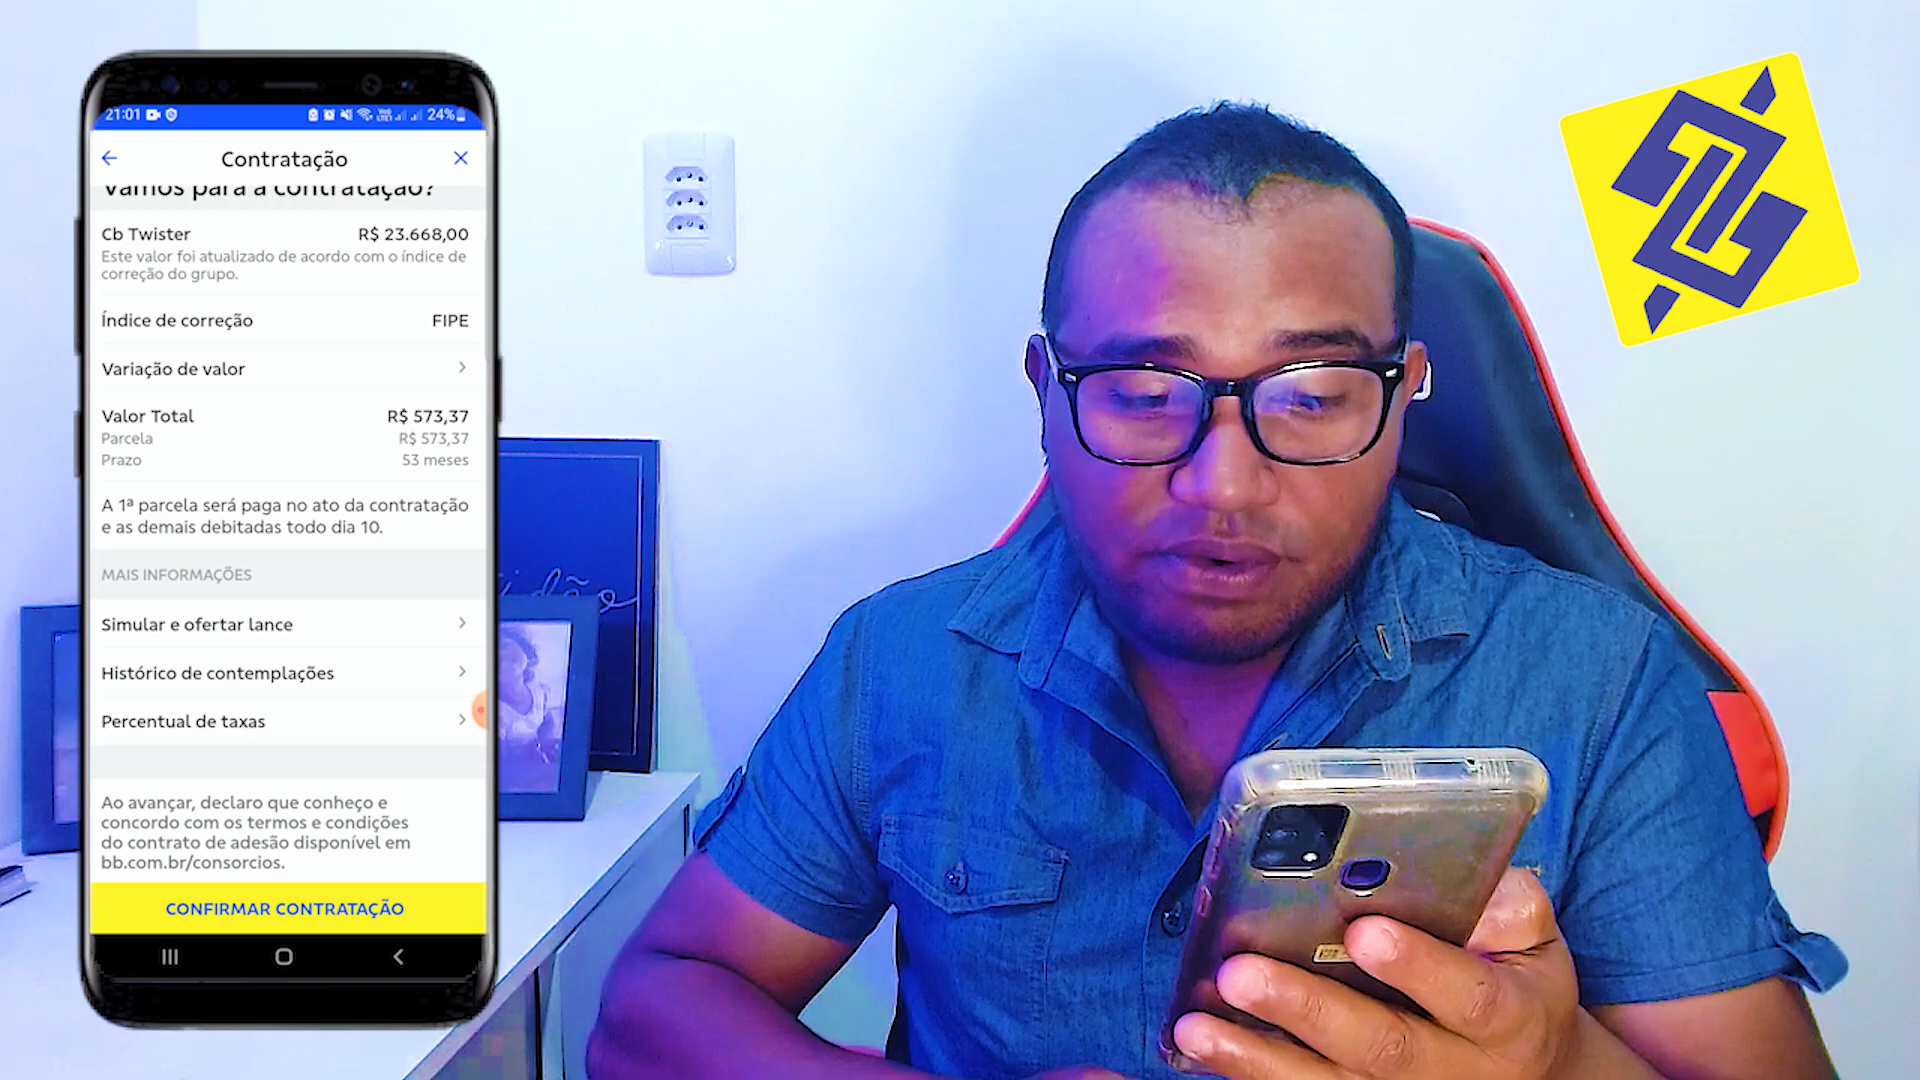 21:01
24%
Contratação
Vamos para a contratação?
Cb Twister R$ 23.668,00
Este valor foi atualizado de acordo com o índice de
correção do grupo.
Índice de correção FIPE
Variação de valor
Valor Total R$ 573,37
Parcela R$ 573,37
Prazo 53 meses
A 1ª parcela será paga no ato da contratação
e as demais debitadas todo dia 10.
MAIS INFORMAÇÕES
Simular e ofertar lance
Histórico de contemplações
Percentual de taxas
Ao avançar, declaro que conheço e
concordo com os termos e condições
do contrato de adesão disponível em
bb.com.br/consorcios.
CONFIRMAR CONTRATAÇÃO